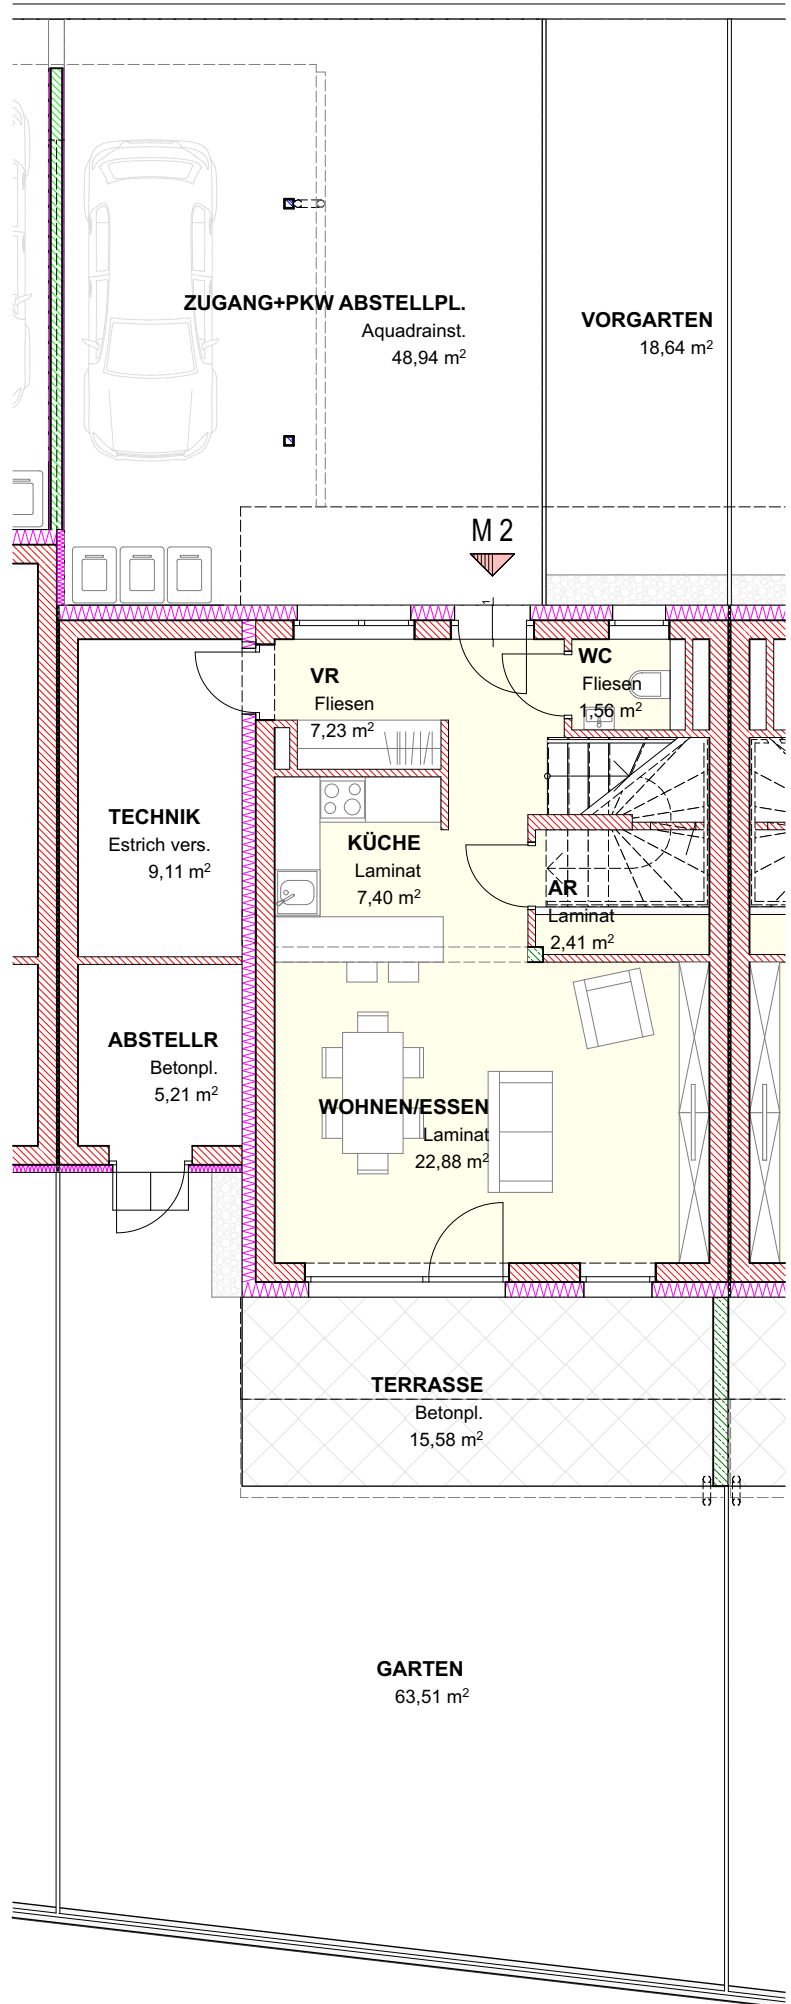 ZUGANG+PKW ABSTELLPL.
Aquadrainst.
48,94 m²
VORGARTEN
18,64 m²
M 2
1
VR
Fliesen
7,23 m²
WC
Fliesen
1,56 m²
TECHNIK
Estrich vers.
9,11 m²
KÜCHE
Laminat
7,40 m²
AR
Laminat
2,41 m²
ABSTELLR
Betonpl.
5,21 m²
WOHNEN/ESSEN
Laminat
22,88 m²
TERRASSE
Betonpl.
15,58 m²
GARTEN
63,51 m²